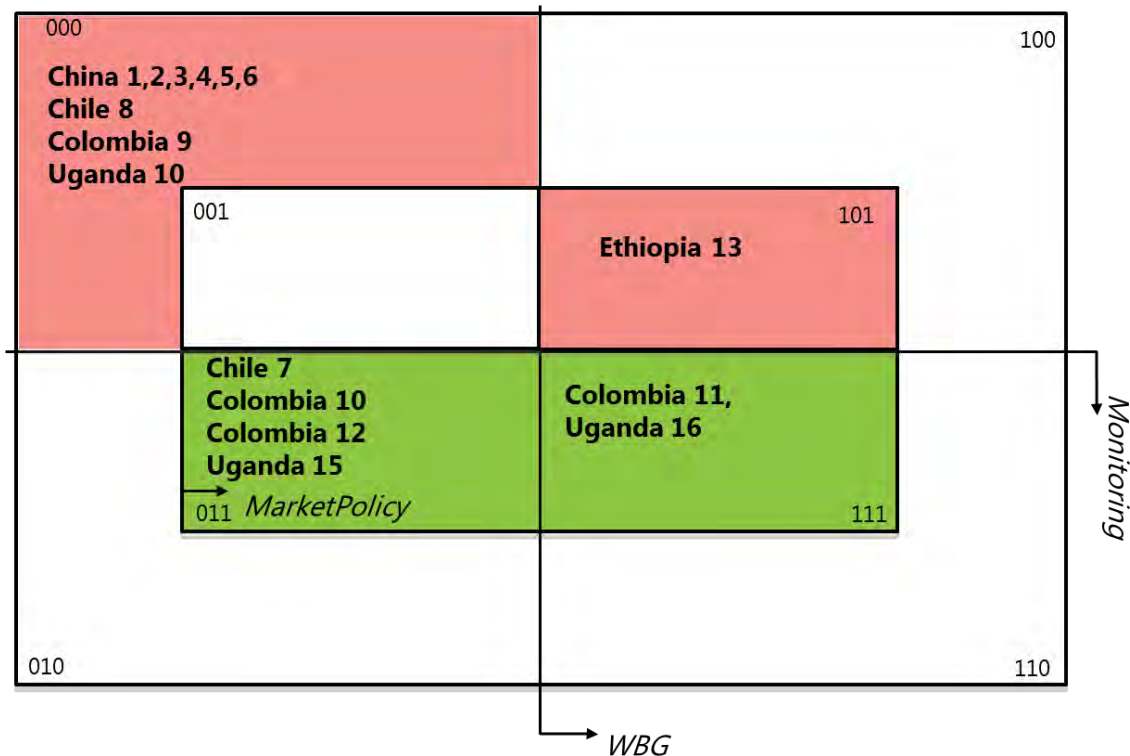 000
100
China 1,2,3,4,5,6
Chile 8
Colombia 9
Uganda 10
001
101
Ethiopia 13
Chile 7
Colombia 10
Colombia 12
Uganda 15
Colombia 11,
Uganda 16
Monitoring
011
MarketPolicy
111
010
110
WBG